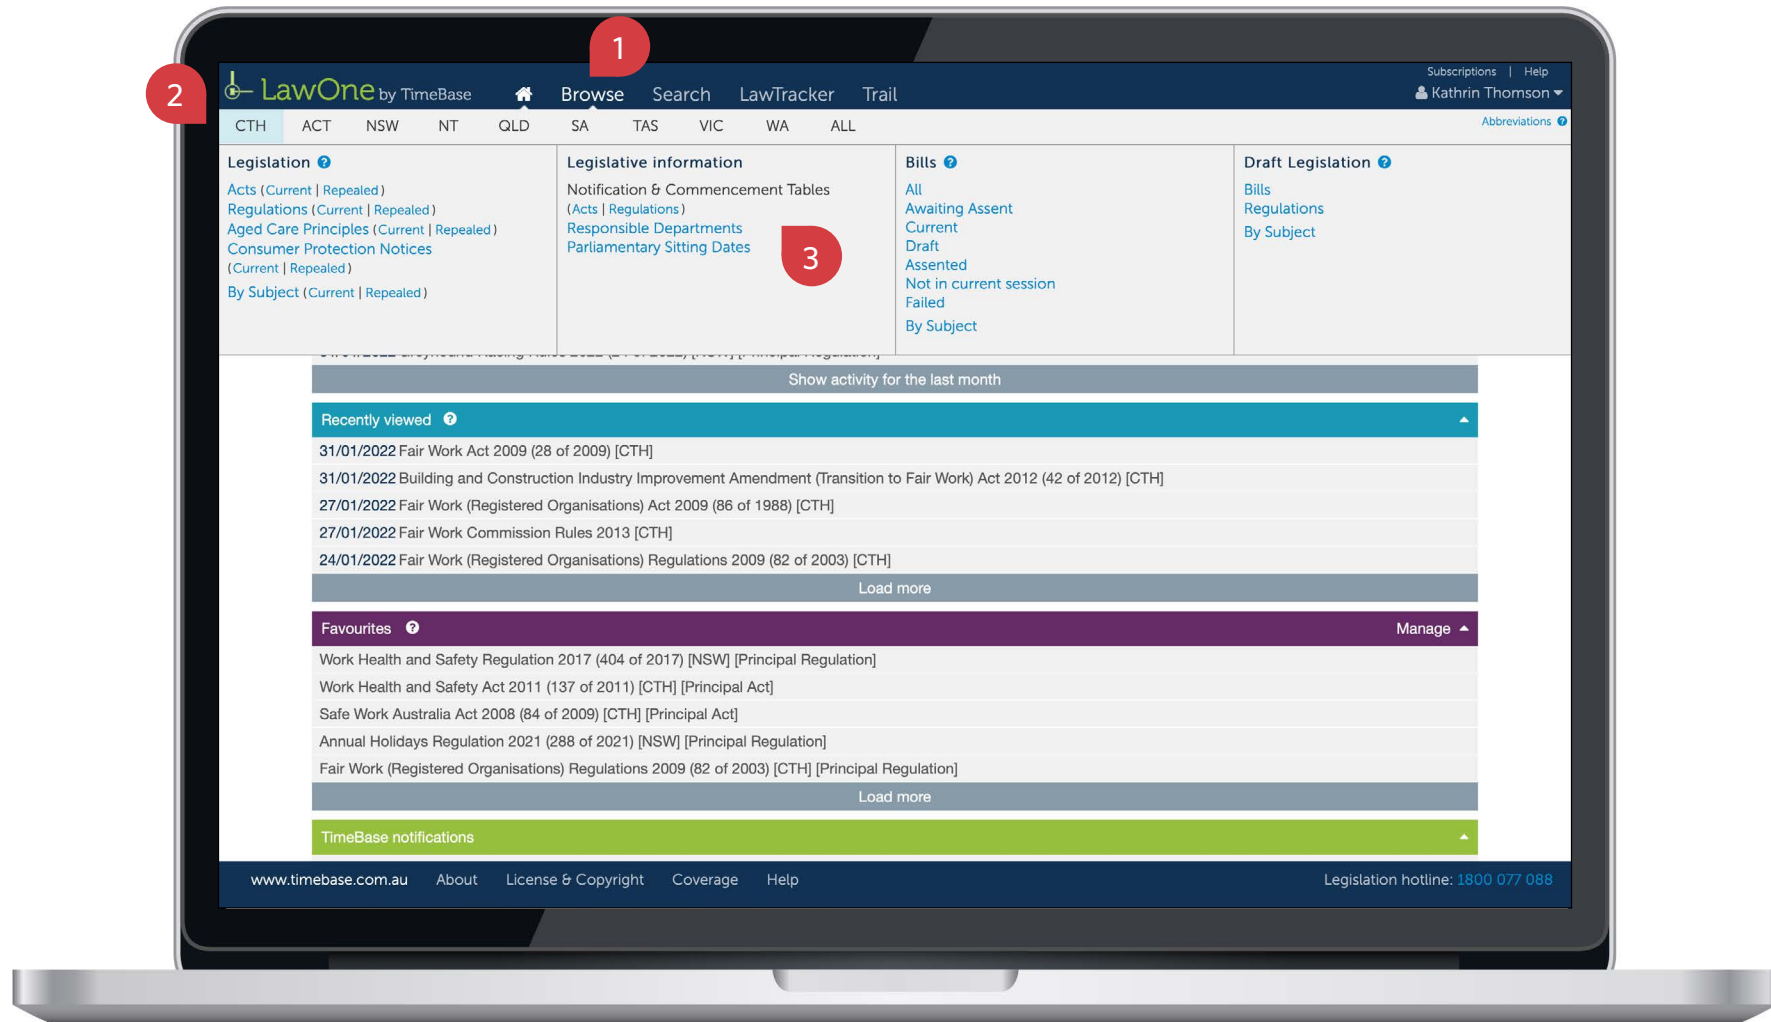 1
2
3
LawOne by TimeBase
Browse Search LawTracker Trail
Subscriptions | Help
Kathrin Thomson
CTH ACT NSW NT QLD SA TAS VIC WA ALL
Abbreviations ?
Legislation ?
Acts (Current | Repealed)
Regulations (Current | Repealed)
Aged Care Principles (Current | Repealed)
Consumer Protection Notices
(Current | Repealed)
By Subject (Current | Repealed)
Legislative information
Notification & Commencement Tables
(Acts | Regulations)
Responsible Departments
Parliamentary Sitting Dates
Bills ?
All
Awaiting Assent
Current
Draft
Assented
Not in current session
Failed
By Subject
Draft Legislation ?
Bills
Regulations
By Subject
Show activity for the last month
Recently viewed ?
31/01/2022 Fair Work Act 2009 (28 of 2009) [CTH]
31/01/2022 Building and Construction Industry Improvement Amendment (Transition to Fair Work) Act 2012 (42 of 2012) [CTH]
27/01/2022 Fair Work (Registered Organisations) Act 2009 (86 of 1988) [CTH]
27/01/2022 Fair Work Commission Rules 2013 [CTH]
24/01/2022 Fair Work (Registered Organisations) Regulations 2009 (82 of 2003) [CTH]
Load more
Favourites ?
Manage
Work Health and Safety Regulation 2017 (404 of 2017) [NSW] [Principal Regulation]
Work Health and Safety Act 2011 (137 of 2011) [CTH] [Principal Act]
Safe Work Australia Act 2008 (84 of 2009) [CTH] [Principal Act]
Annual Holidays Regulation 2021 (288 of 2021) [NSW] [Principal Regulation]
Fair Work (Registered Organisations) Regulations 2009 (82 of 2003) [CTH] [Principal Regulation]
Load more
TimeBase notifications
www.timebase.com.au About License & Copyright Coverage Help
Legislation hotline: 1800 077 088